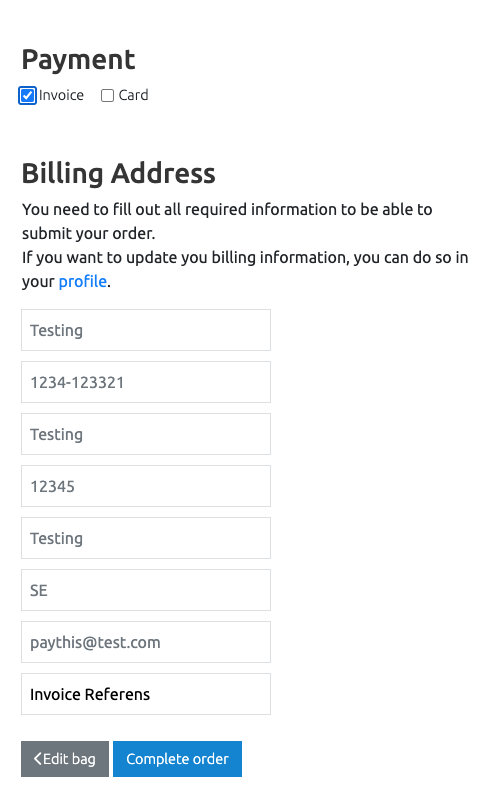 Payment
Invoice Card
Billing Address
You need to fill out all required information to be able to
submit your order.
If you want to update you billing information, you can do so in
your profile.
Testing
1234-123321
Testing
12345
Testing
SE
paythis@test.com
Invoice Referens
Edit bag Complete order